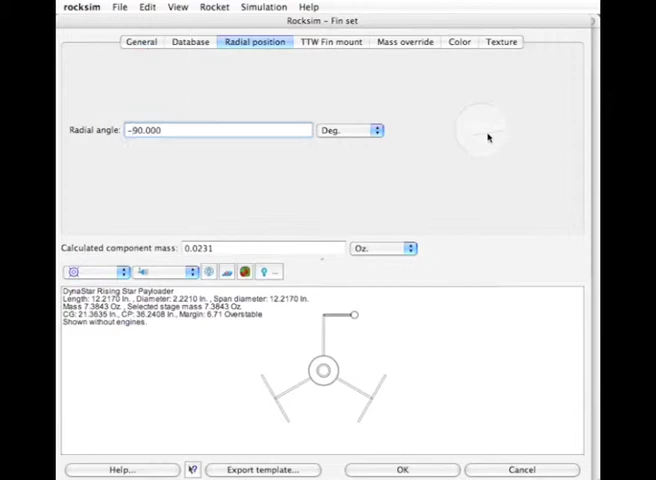 rocksim File Edit View Rocket Simulation Help
Rocksim - Fin set
General Database Radial position TTW Fin mount Mass override Color Texture
Radial angle: -90.000 Deg.
Calculated component mass: 0.0231 Oz.
...
DynaStar Rising Star Payloader
Length: 12.2170 In. , Diameter: 2.2210 In. , Span diameter: 12.2170 In.
Mass 7.3843 Oz. , Selected stage mass 7.3843 Oz.
CG: 21.3635 In., CP: 36.2408 In., Margin: 6.71 Overstable
Shown without engines.
Help... Export template... OK Cancel